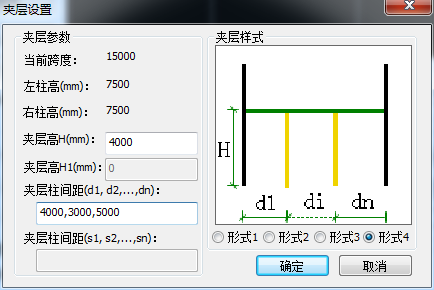 夹层设置
夹层参数
当前跨度: 15000
左柱高(mm): 7500
右柱高(mm): 7500
夹层高H(mm): 4000
夹层高H1(mm): 0
夹层柱间距(d1, d2,...,dn):
4000,3000,5000
夹层柱间距(s1, s2,...,sn):
夹层样式
H
d1 di dn
形式1 形式2 形式3 形式4
确定 取消